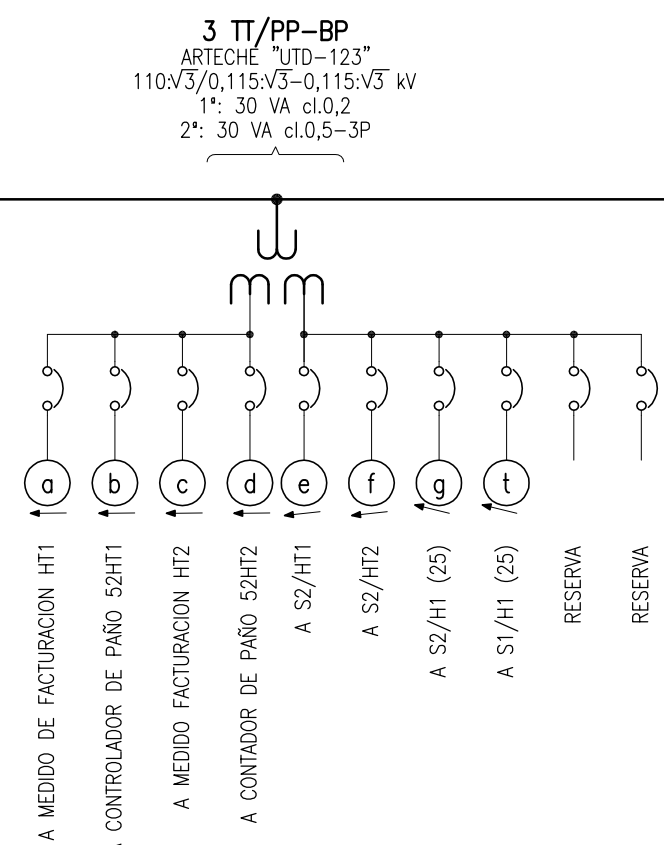 3 TT/PP-BP
ARTECHE "UTD-123"
110:√3/0,115:√3-0,115:√3 kV
1ª: 30 VA cl.0,2
2ª: 30 VA cl.0,5-3P
a
b
c
d
e
f
g
t
A MEDIDO DE FACTURACION HT1
CONTROLADOR DE PAÑO 52HT1
A MEDIDO FACTURACION HT2
A CONTADOR DE PAÑO 52HT2
A S2/HT1
A S2/HT2
A S2/H1 (25)
A S1/H1 (25)
RESERVA
RESERVA